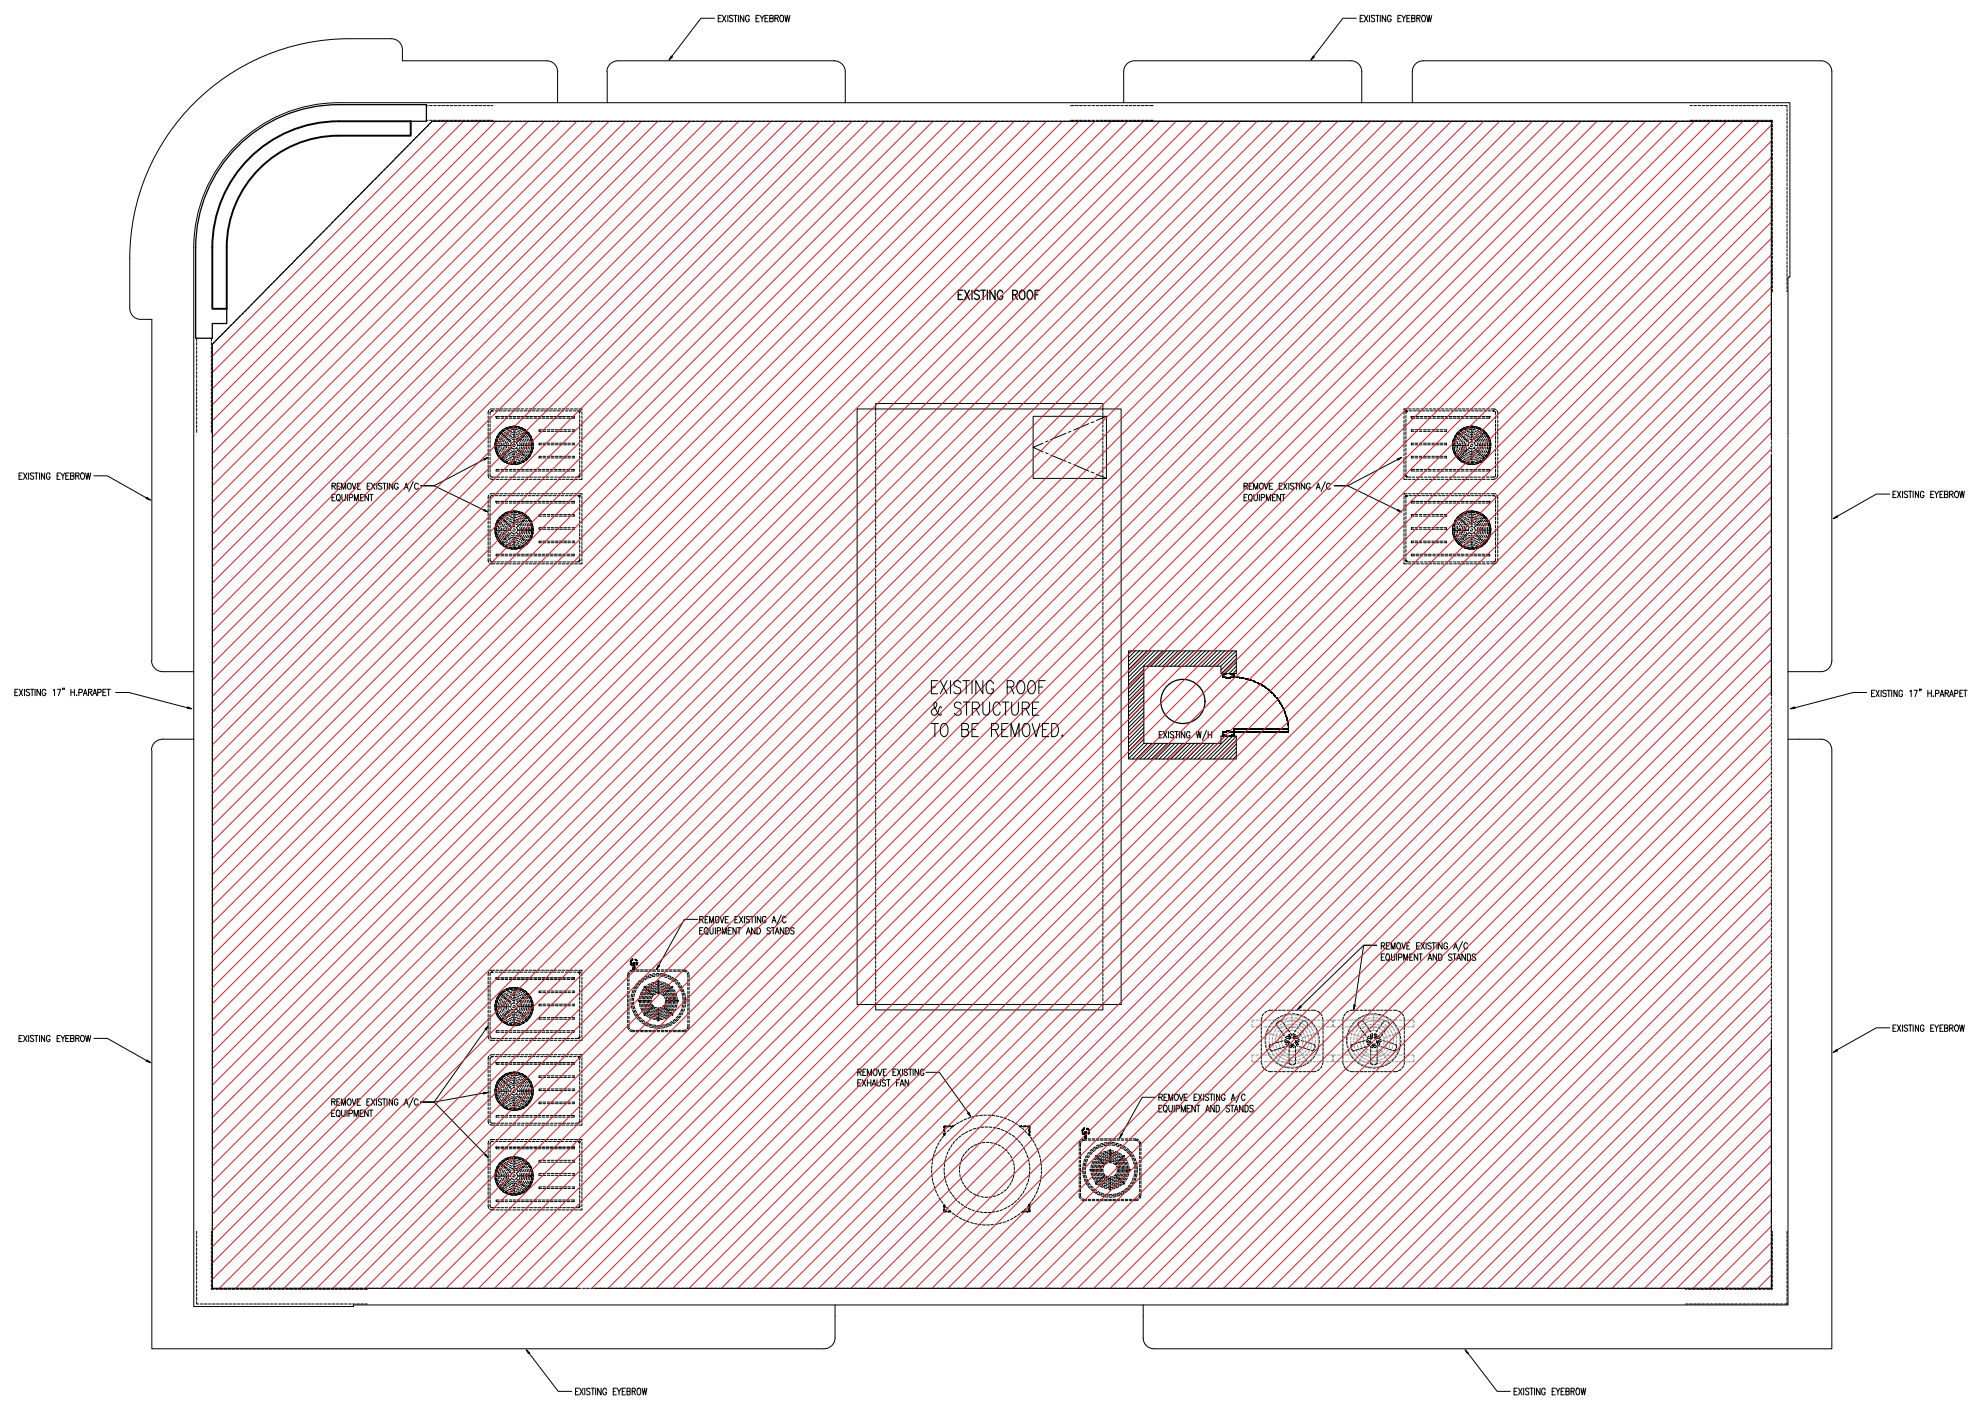 EXISTING EYEBROW
EXISTING EYEBROW
EXISTING ROOF
EXISTING EYEBROW
REMOVE EXISTING A/C
EQUIPMENT
REMOVE EXISTING A/C
EQUIPMENT
EXISTING EYEBROW
EXISTING 17" H.PARAPET
EXISTING ROOF
& STRUCTURE
TO BE REMOVED.
EXISTING W/H
EXISTING 17" H.PARAPET
REMOVE EXISTING A/C
EQUIPMENT AND STANDS
REMOVE EXISTING A/C
EQUIPMENT AND STANDS
EXISTING EYEBROW
EXISTING EYEBROW
REMOVE EXISTING
EXHAUST FAN
REMOVE EXISTING A/C
EQUIPMENT
REMOVE EXISTING A/C
EQUIPMENT AND STANDS
EXISTING EYEBROW
EXISTING EYEBROW